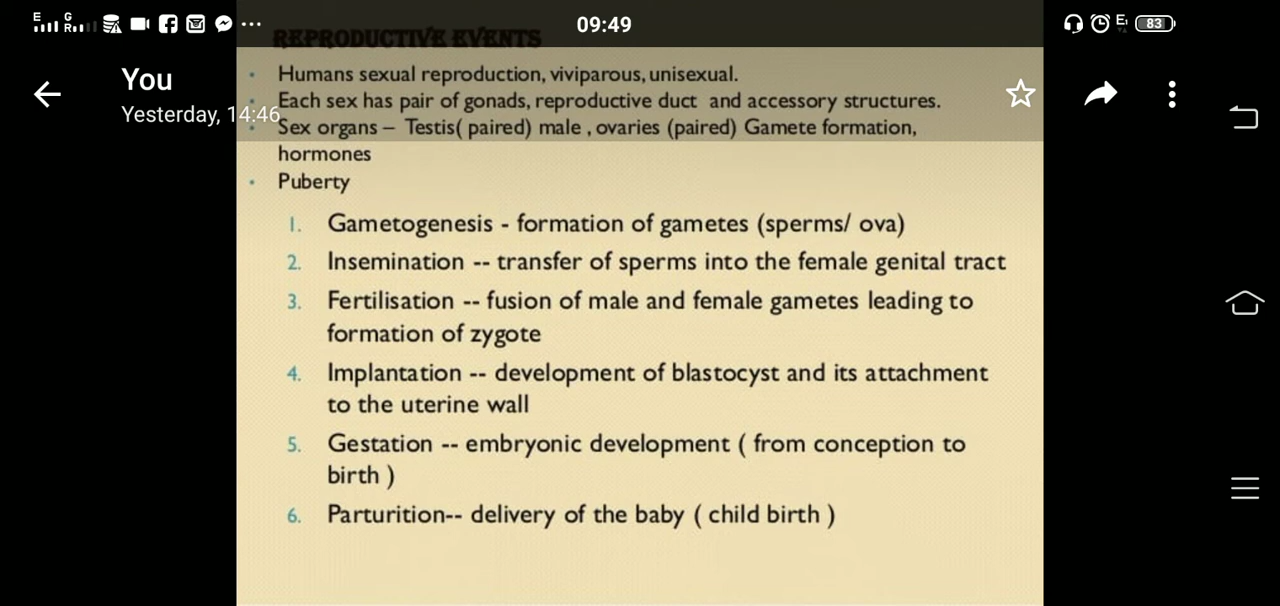 E G R 09:49 E 83
REPRODUCTIVE EVENTS
You
Yesterday, 14:46
• Humans sexual reproduction, viviparous, unisexual.
• Each sex has pair of gonads, reproductive duct and accessory structures.
• Sex organs – Testis( paired) male , ovaries (paired) Gamete formation,
hormones
• Puberty
1. Gametogenesis - formation of gametes (sperms/ ova)
2. Insemination -- transfer of sperms into the female genital tract
3. Fertilisation -- fusion of male and female gametes leading to
formation of zygote
4. Implantation -- development of blastocyst and its attachment
to the uterine wall
5. Gestation -- embryonic development ( from conception to
birth )
6. Parturition-- delivery of the baby ( child birth )